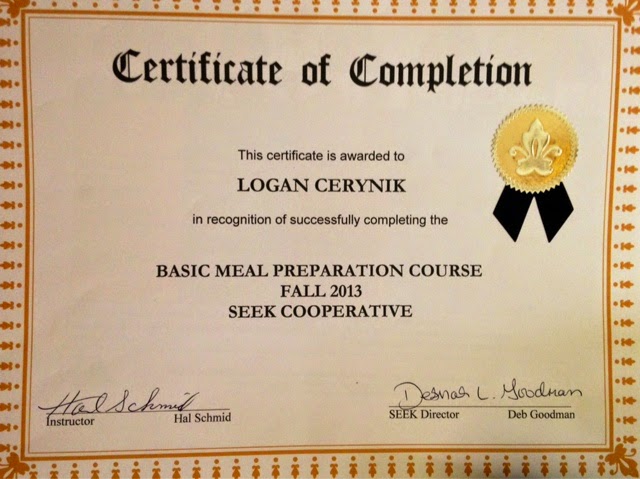 Certificate of Completion
This certificate is awarded to
LOGAN CERYNIK
in recognition of successfully completing the
BASIC MEAL PREPARATION COURSE
FALL 2013
SEEK COOPERATIVE
Hal Schmid
Instructor Hal Schmid
L. Goodman
SEEK Director Deb Goodman